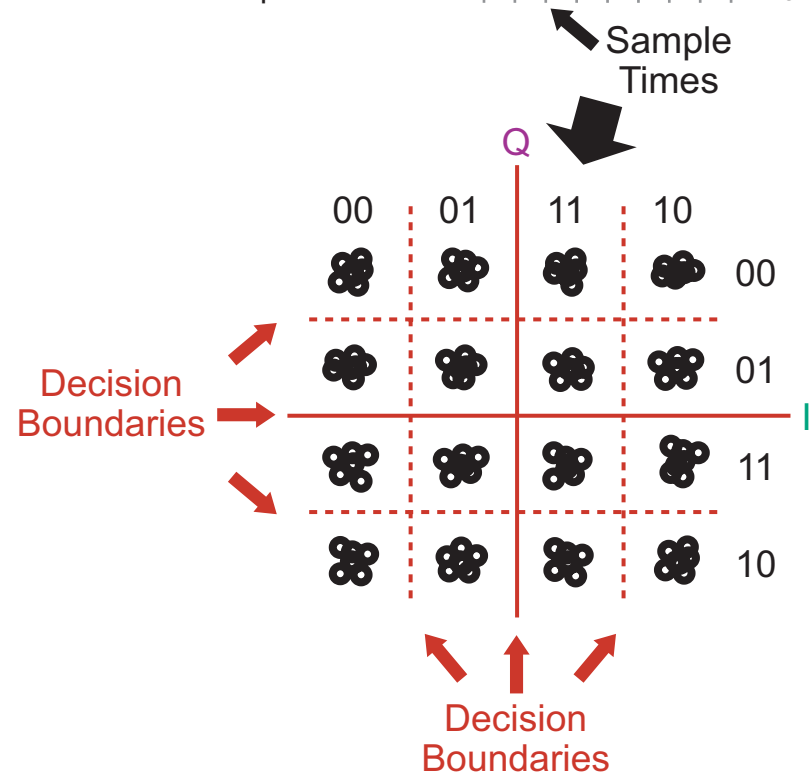 Sample
Times
Q
00 01 11 10
00
01
Decision
Boundaries
I
11
10
Decision
Boundaries